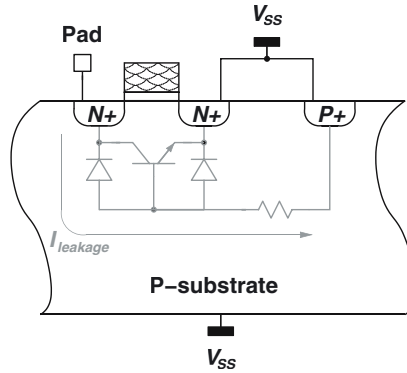 V_SS
Pad
N+ N+ P+
I_leakage
P–substrate
V_SS